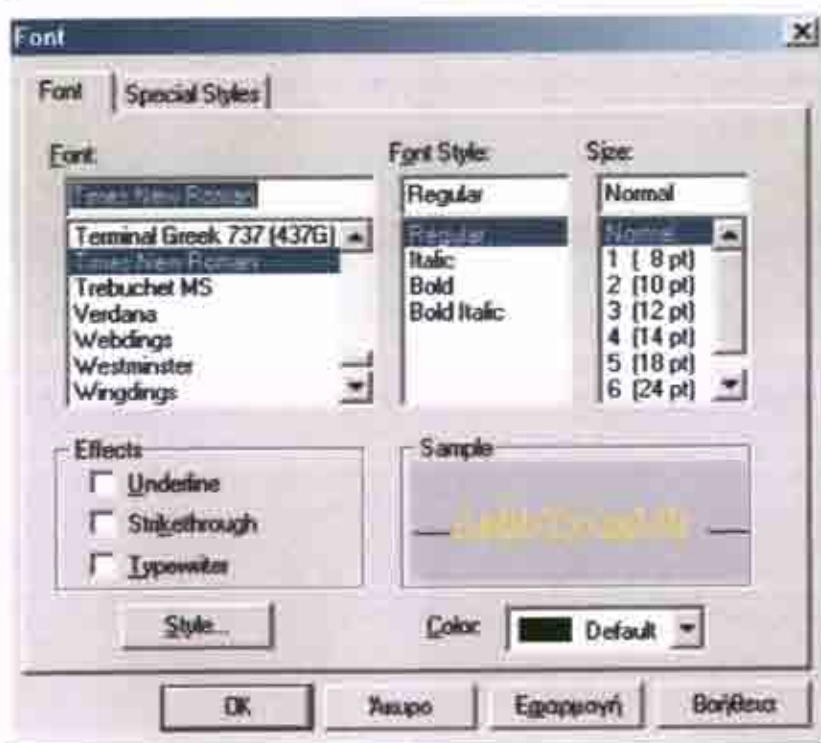 Font
Font Special Styles
Font: Font Style: Size:
Times New Roman Regular Normal
Terminal Greek 737 (437G) Regular Normal
Times New Roman Italic 1 ( 8 pt)
Trebuchet MS Bold 2 (10 pt)
Verdana Bold Italic 3 (12 pt)
Webdings 4 (14 pt)
Westminster 5 (18 pt)
Wingdings 6 (24 pt)
Effects Sample
Underline
Strikethrough
Typewriter
Style... Color: Default
OK Άκυρο Εφαρμογή Βοήθεια